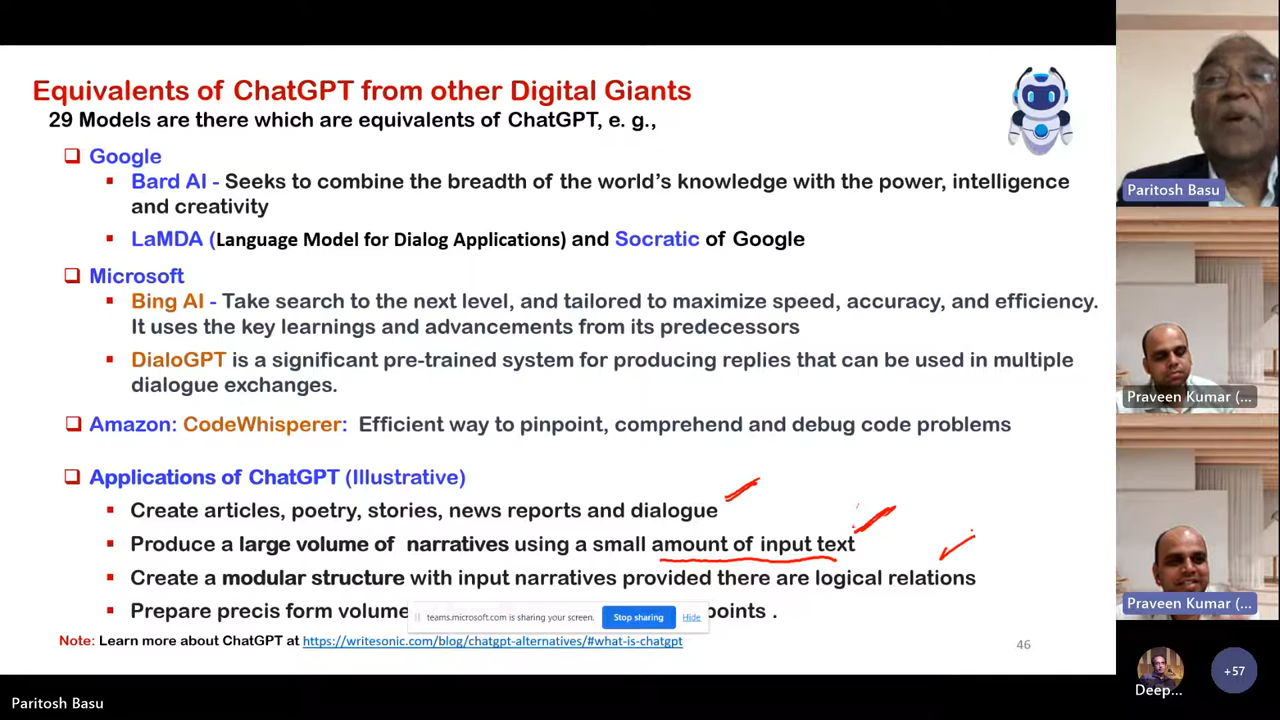 Equivalents of ChatGPT from other Digital Giants
29 Models are there which are equivalents of ChatGPT, e. g.,
Google
Bard AI - Seeks to combine the breadth of the world's knowledge with the power, intelligence
and creativity
LaMDA (Language Model for Dialog Applications) and Socratic of Google
Microsoft
Bing AI - Take search to the next level, and tailored to maximize speed, accuracy, and efficiency.
It uses the key learnings and advancements from its predecessors
DialoGPT is a significant pre-trained system for producing replies that can be used in multiple
dialogue exchanges.
Amazon: CodeWhisperer: Efficient way to pinpoint, comprehend and debug code problems
Applications of ChatGPT (Illustrative)
Create articles, poetry, stories, news reports and dialogue
Produce a large volume of narratives using a small amount of input text
Create a modular structure with input narratives provided there are logical relations
Prepare precis form volume points .
teams.microsoft.com is sharing your screen. Stop sharing Hide
Note: Learn more about ChatGPT at https://writesonic.com/blog/chatgpt-alternatives/#what-is-chatgpt
46
Paritosh Basu
Paritosh Basu
Praveen Kumar (...
Praveen Kumar (...
Deep...
+57